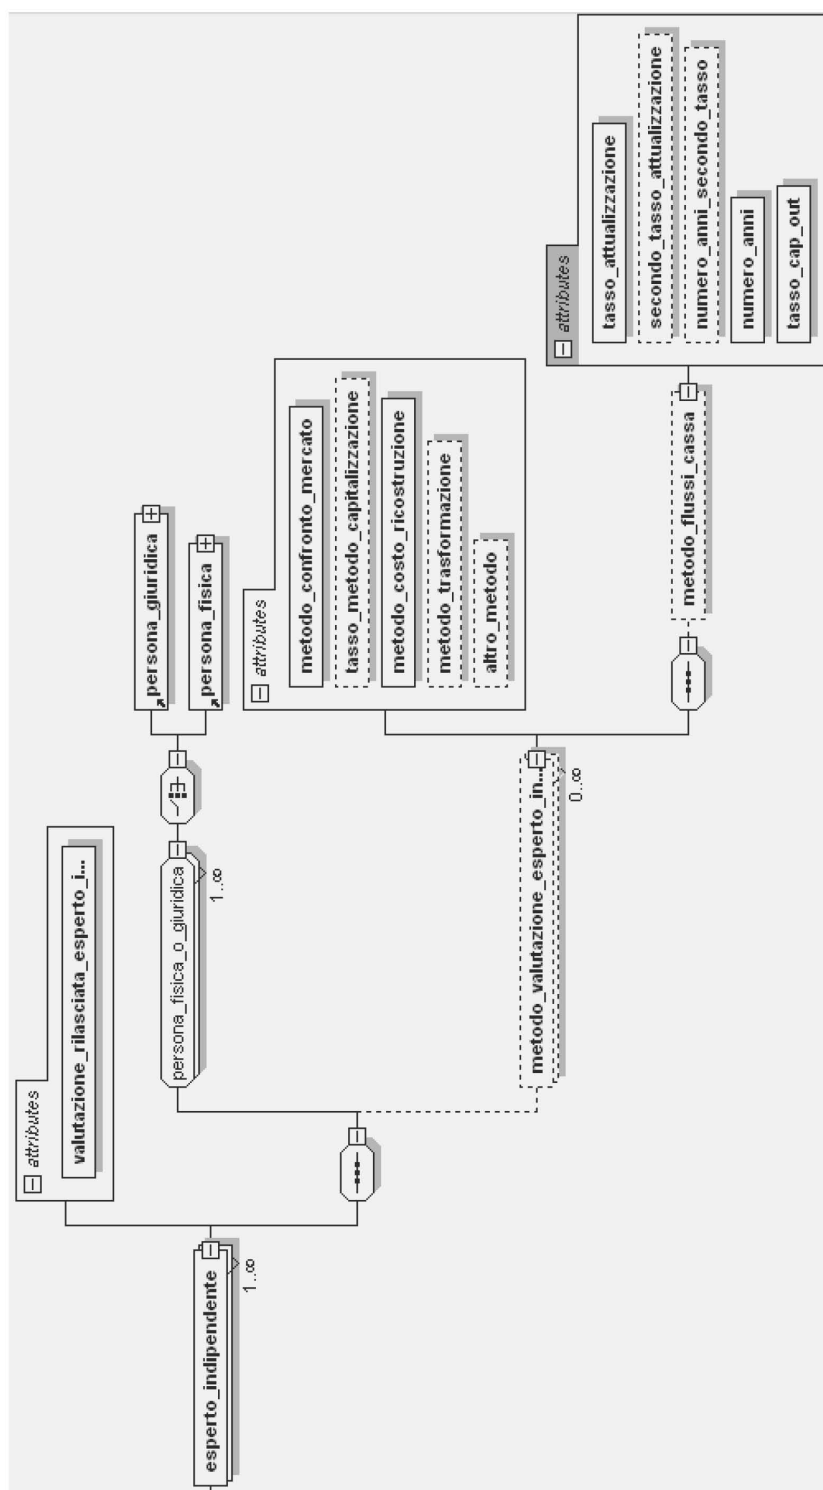 esperto_indipendente
1..∞
attributes
valutazione_rilasciata_esperto_i...
persona_fisica_o_giuridica
1..∞
persona_giuridica
persona_fisica
metodo_valutazione_esperto_in...
0..∞
attributes
metodo_confronto_mercato
tasso_metodo_capitalizzazione
metodo_costo_ricostruzione
metodo_trasformazione
altro_metodo
metodo_flussi_cassa
attributes
tasso_attualizzazione
secondo_tasso_attualizzazione
numero_anni_secondo_tasso
numero_anni
tasso_cap_out